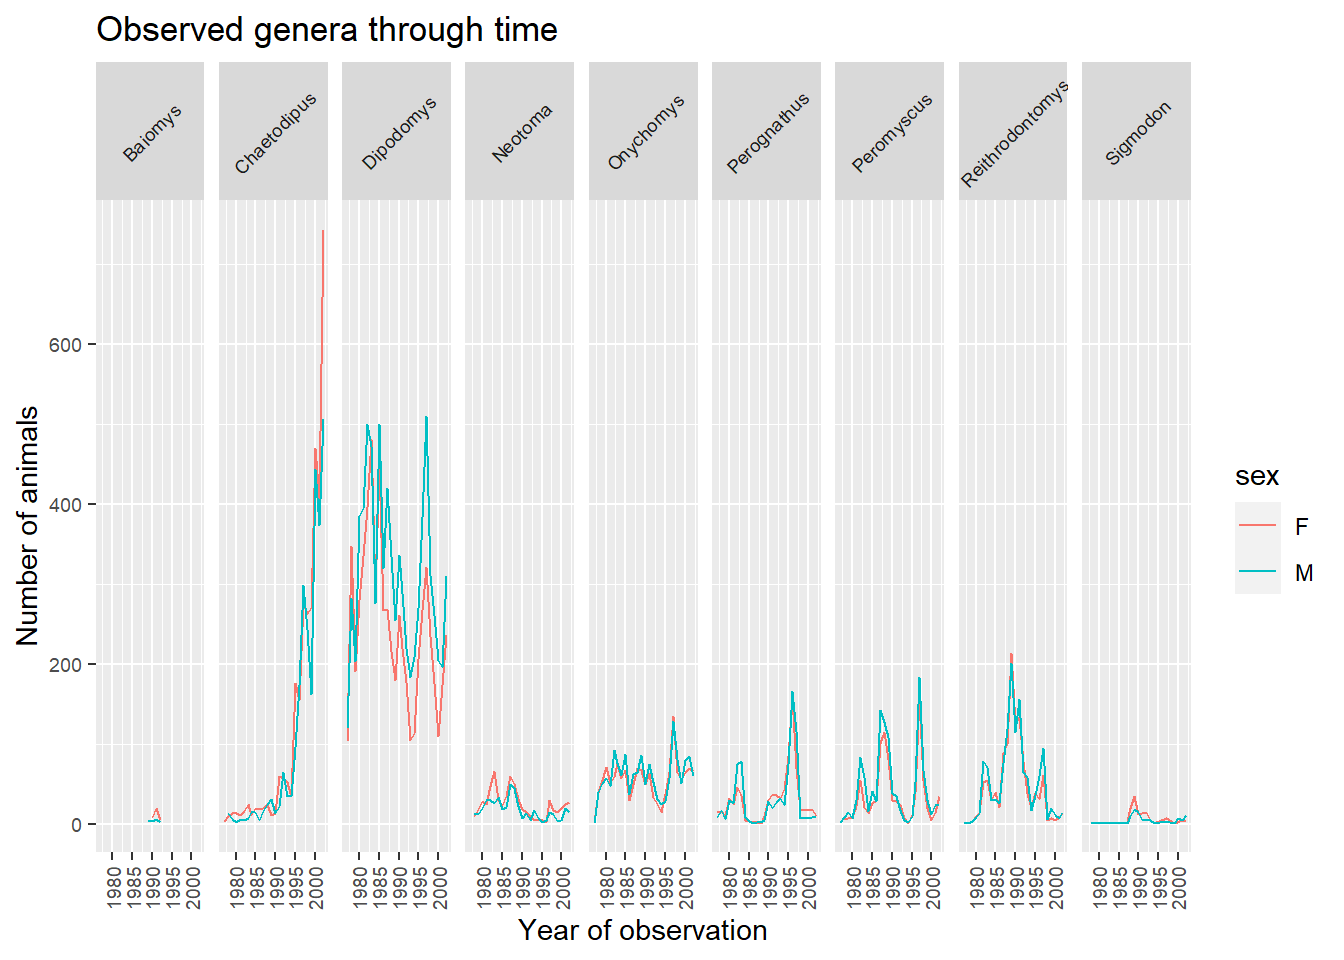 Observed genera through time
Baiomys
Chaetodipus
Dipodomys
Neotoma
Onychomys
Perognathus
Peromyscus
Reithrodontomys
Sigmodon
Number of animals
600
400
200
0
1980 1985 1990 1995 2000
1980 1985 1990 1995 2000
1980 1985 1990 1995 2000
1980 1985 1990 1995 2000
1980 1985 1990 1995 2000
1980 1985 1990 1995 2000
1980 1985 1990 1995 2000
1980 1985 1990 1995 2000
1980 1985 1990 1995 2000
Year of observation
sex
F
M